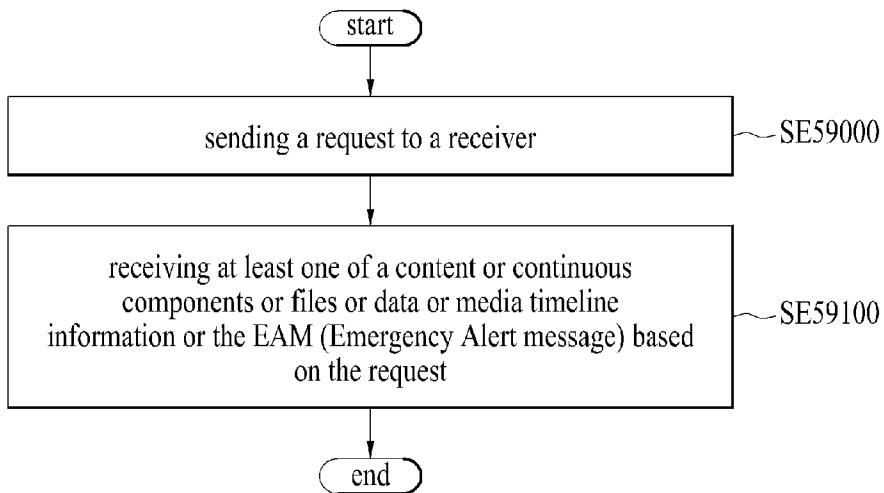 start
sending a request to a receiver
SE59000
receiving at least one of a content or continuous
components or files or data or media timeline
information or the EAM (Emergency Alert message) based
on the request
SE59100
end